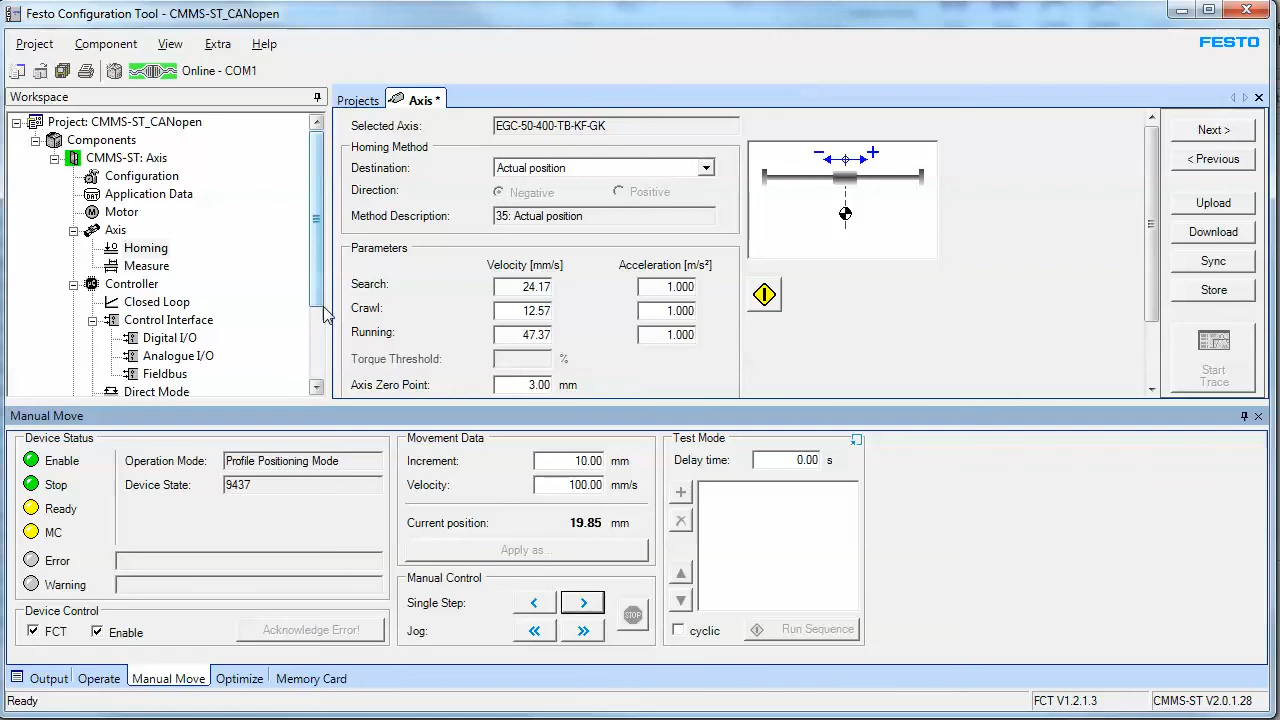 Festo Configuration Tool - CMMS-ST_CANopen
Project Component View Extra Help
FESTO
Online - COM1
Workspace
Projects Axis *
Project: CMMS-ST_CANopen
Components
CMMS-ST: Axis
Configuration
Application Data
Motor
Axis
Homing
Measure
Controller
Closed Loop
Control Interface
Digital I/O
Analogue I/O
Fieldbus
Direct Mode
Selected Axis: EGC-50-400-TB-KF-GK
Homing Method
Destination: Actual position
Direction: Negative Positive
Method Description: 35: Actual position
Parameters
Velocity [mm/s] Acceleration [m/s²]
Search: 24.17 1.000
Crawl: 12.57 1.000
Running: 47.37 1.000
Torque Threshold: %
Axis Zero Point: 3.00 mm
- +
Next >
< Previous
Upload
Download
Sync
Store
Start
Trace
Manual Move
Device Status
Enable
Stop
Ready
MC
Error
Warning
Operation Mode: Profile Positioning Mode
Device State: 9437
Device Control
FCT Enable Acknowledge Error!
Movement Data
Increment: 10.00 mm
Velocity: 100.00 mm/s
Current position: 19.85 mm
Apply as...
Manual Control
Single Step: < >
STOP
Jog: « »
Test Mode
Delay time: 0.00 s
cyclic Run Sequence
Output Operate Manual Move Optimize Memory Card
Ready
FCT V1.2.1.3 CMMS-ST V2.0.1.28